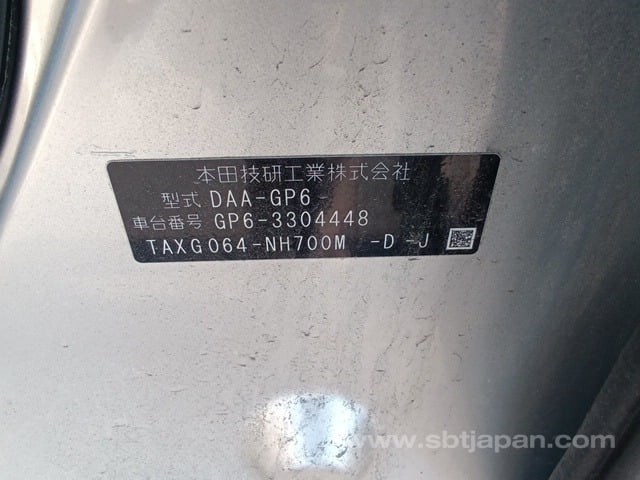 本田技研工業株式会社
型式 DAA-GP6
車台番号 GP6-3304448
TAXG064-NH700M -D -J
www.sbtjapan.com